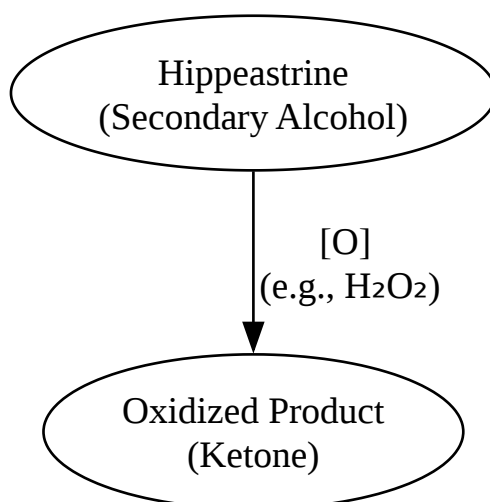 Hippeastrine
(Secondary Alcohol)
[O]
(e.g., H₂O₂)
Oxidized Product
(Ketone)